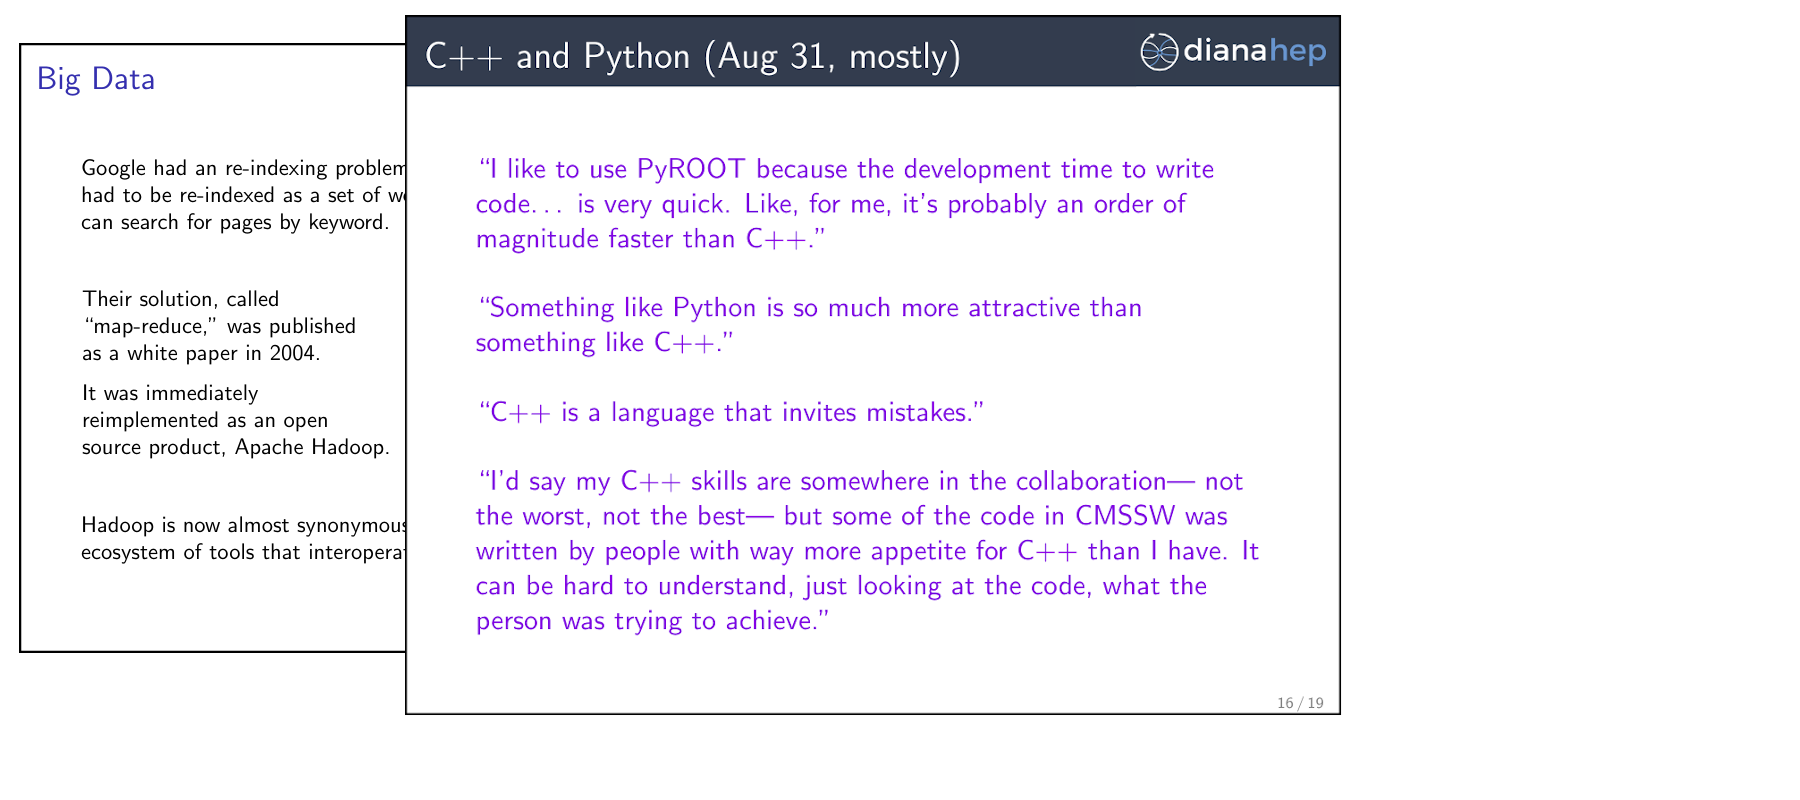 Big Data
Google had an re-indexing problem
had to be re-indexed as a set of
can search for pages by keyword.
Their solution, called
“map-reduce,” was published
as a white paper in 2004.
It was immediately
reimplemented as an open
source product, Apache Hadoop.
Hadoop is now almost synonymous
ecosystem of tools that
C++ and Python (Aug 31, mostly)
dianahep
“I like to use PyROOT because the development time to write
code... is very quick. Like, for me, it’s probably an order of
magnitude faster than C++.”
“Something like Python is so much more attractive than
something like C++.”
“C++ is a language that invites mistakes.”
“I’d say my C++ skills are somewhere in the collaboration— not
the worst, not the best— but some of the code in CMSSW was
written by people with way more appetite for C++ than I have. It
can be hard to understand, just looking at the code, what the
person was trying to achieve.”
16 / 19